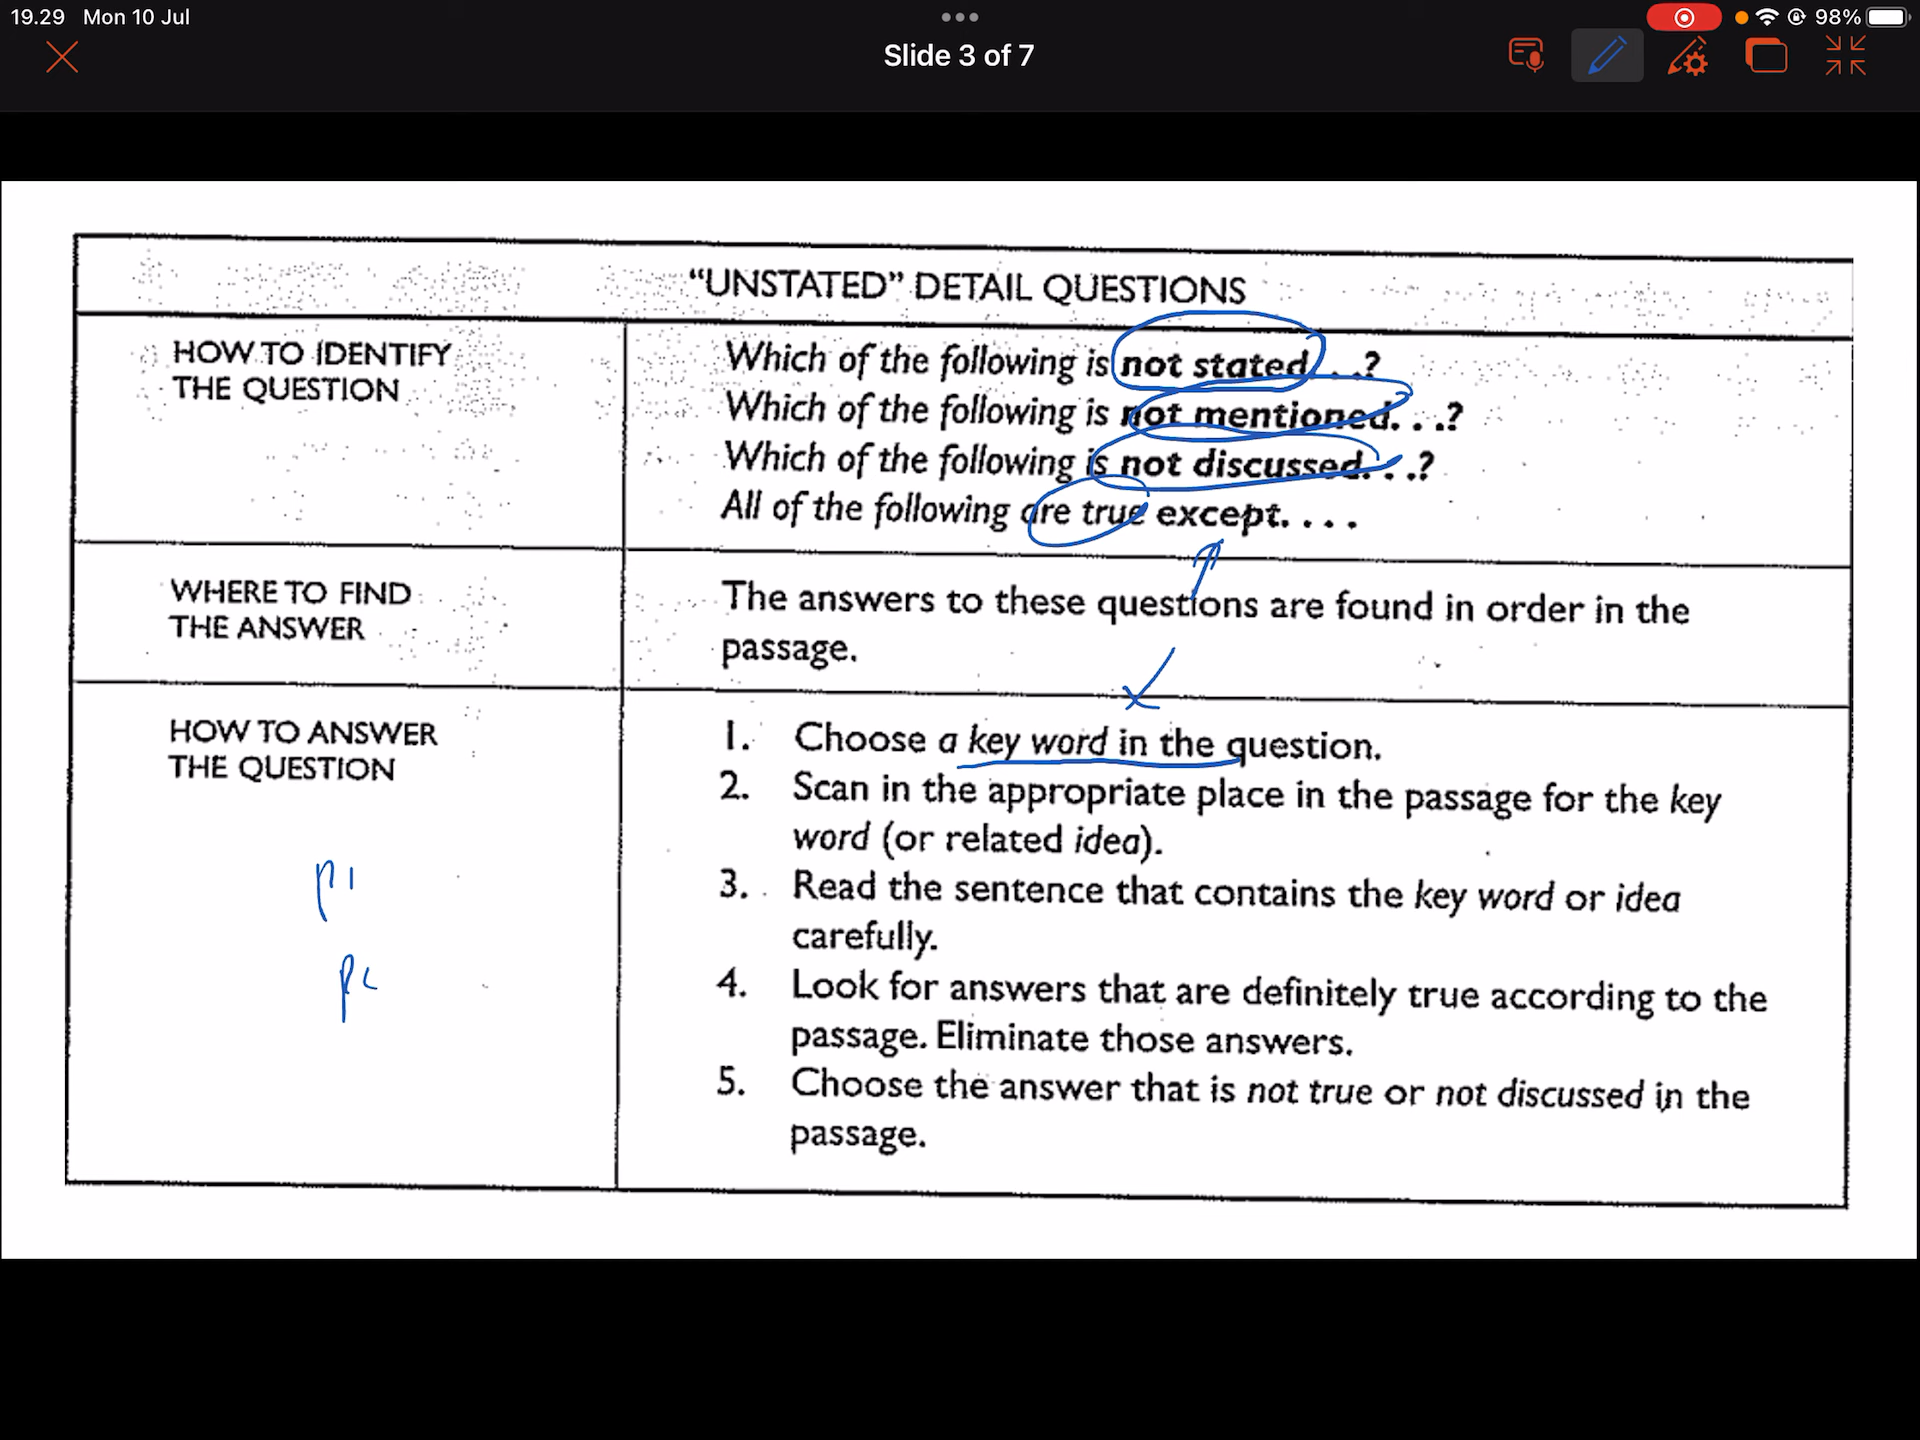 19.29 Mon 10 Jul
98%
Slide 3 of 7
“UNSTATED” DETAIL QUESTIONS
HOW TO IDENTIFY
THE QUESTION
Which of the following is not stated. . .?
Which of the following is not mentioned. . .?
Which of the following is not discussed. . .?
All of the following are true except. . . .
WHERE TO FIND
THE ANSWER
The answers to these questions are found in order in the
passage.
HOW TO ANSWER
THE QUESTION
1. Choose a key word in the question.
2. Scan in the appropriate place in the passage for the key
word (or related idea).
3. Read the sentence that contains the key word or idea
carefully.
4. Look for answers that are definitely true according to the
passage. Eliminate those answers.
5. Choose the answer that is not true or not discussed in the
passage.
p1